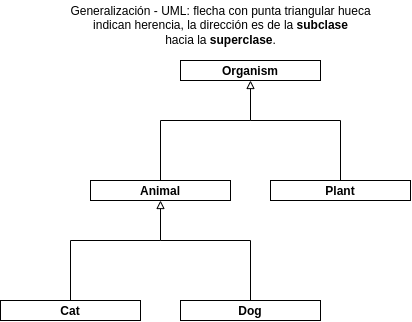 Generalización - UML: flecha con punta triangular hueca
indican herencia, la dirección es de la subclase
hacia la superclase.
Organism
Animal
Plant
Cat
Dog